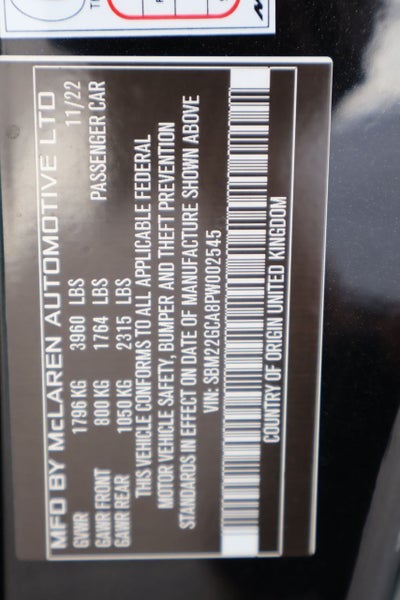 MFD BY McLAREN AUTOMOTIVE LTD
GVWR 1796 KG 3960 LBS 11/22
GAWR FRONT 800 KG 1764 LBS PASSENGER CAR
GAWR REAR 1050 KG 2315 LBS
THIS VEHICLE CONFORMS TO ALL APPLICABLE FEDERAL
MOTOR VEHICLE SAFETY, BUMPER AND THEFT PREVENTION
STANDARDS IN EFFECT ON DATE OF MANUFACTURE SHOWN ABOVE
VIN: SBM22GCA8PW002545
COUNTRY OF ORIGIN UNITED KINGDOM